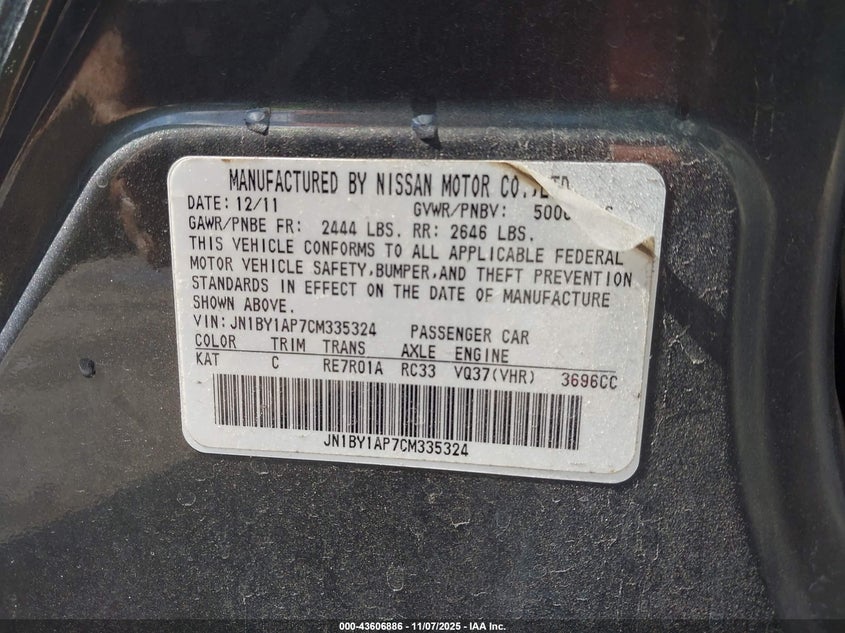 MANUFACTURED BY NISSAN MOTOR CO.,LTD
DATE: 12/11 GVWR/PNBV:
GAWR/PNBE FR: 2444 LBS. RR: 2646 LBS.
THIS VEHICLE CONFORMS TO ALL APPLICABLE FEDERAL
MOTOR VEHICLE SAFETY,BUMPER,AND THEFT PREVENTION
STANDARDS IN EFFECT ON THE DATE OF MANUFACTURE
SHOWN ABOVE.
VIN:JN1BY1AP7CM335324 PASSENGER CAR
COLOR TRIM TRANS AXLE ENGINE
KAT C RE7R01A RC33 VQ37(VHR) 3696CC
JN1BY1AP7CM335324
000-43606886 - 11/07/2025 - IAA Inc.